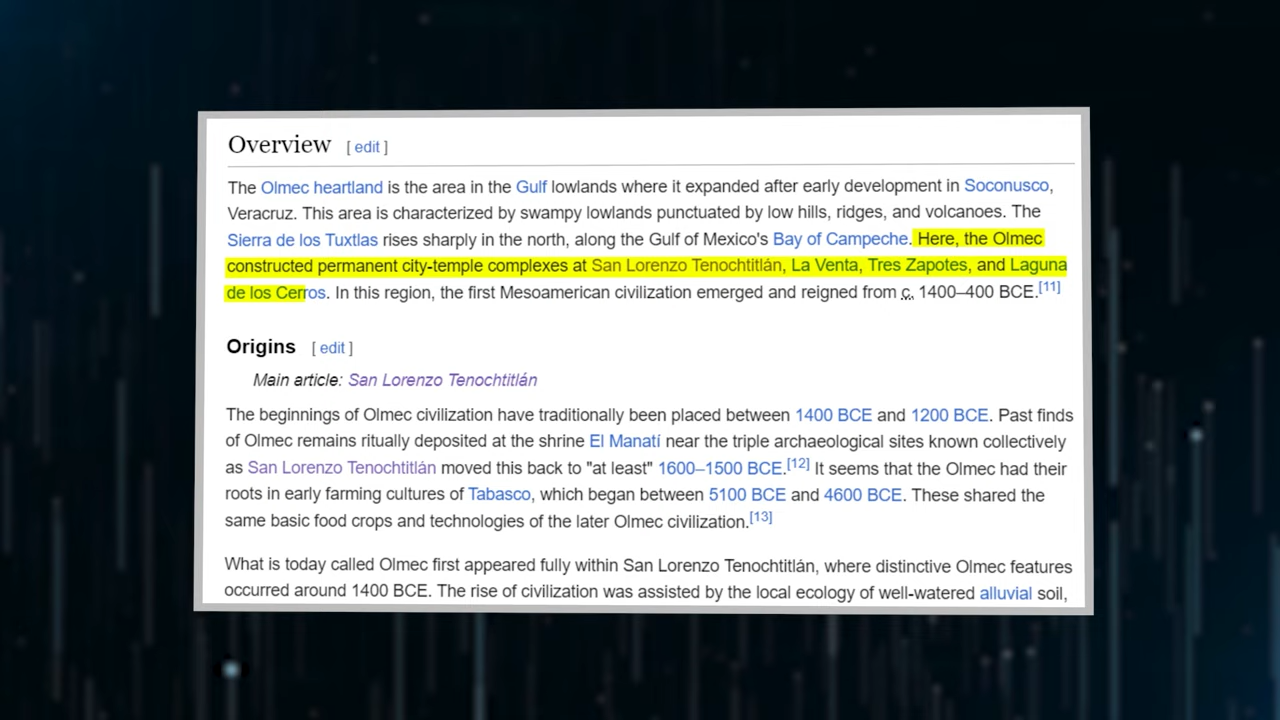 Overview [ edit ]
The Olmec heartland is the area in the Gulf lowlands where it expanded after early development in Soconusco,
Veracruz. This area is characterized by swampy lowlands punctuated by low hills, ridges, and volcanoes. The
Sierra de los Tuxtlas rises sharply in the north, along the Gulf of Mexico's Bay of Campeche. Here, the Olmec
constructed permanent city-temple complexes at San Lorenzo Tenochtitlán, La Venta, Tres Zapotes, and Laguna
de los Cerros. In this region, the first Mesoamerican civilization emerged and reigned from c. 1400–400 BCE.[11]
Origins [ edit ]
Main article: San Lorenzo Tenochtitlán
The beginnings of Olmec civilization have traditionally been placed between 1400 BCE and 1200 BCE. Past finds
of Olmec remains ritually deposited at the shrine El Manatí near the triple archaeological sites known collectively
as San Lorenzo Tenochtitlán moved this back to "at least" 1600–1500 BCE.[12] It seems that the Olmec had their
roots in early farming cultures of Tabasco, which began between 5100 BCE and 4600 BCE. These shared the
same basic food crops and technologies of the later Olmec civilization.[13]
What is today called Olmec first appeared fully within San Lorenzo Tenochtitlán, where distinctive Olmec features
occurred around 1400 BCE. The rise of civilization was assisted by the local ecology of well-watered alluvial soil,